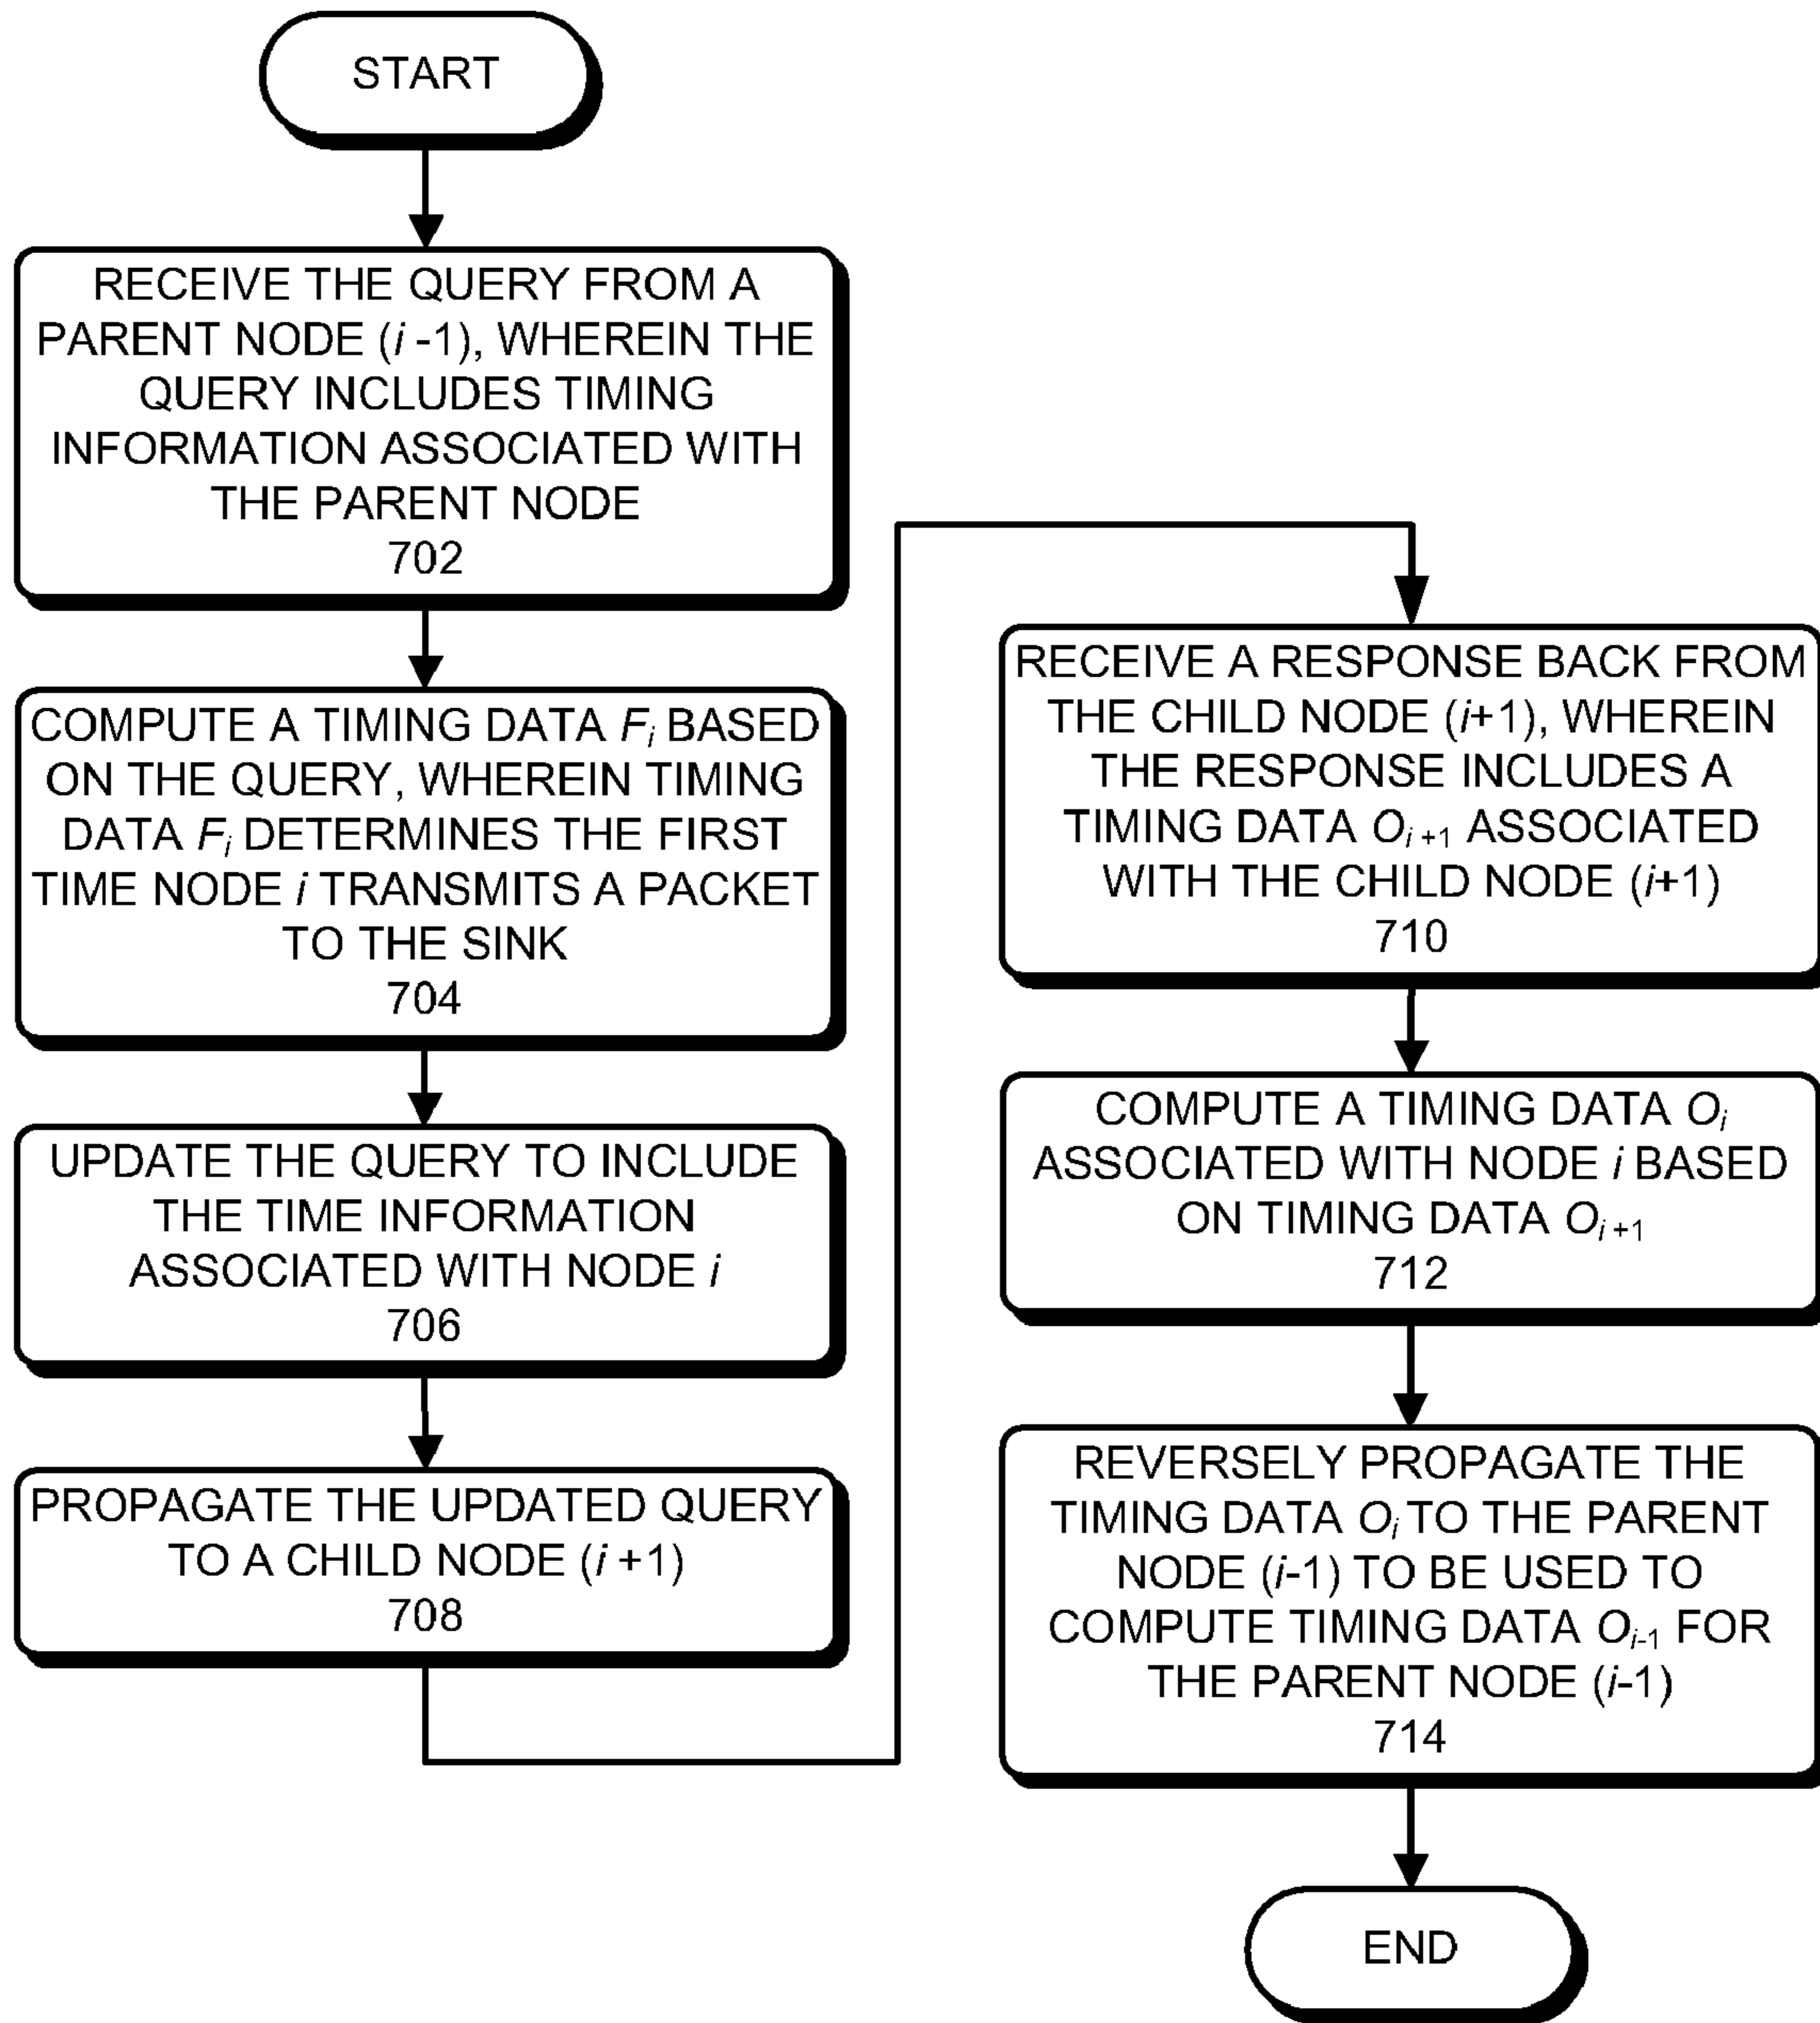 START
RECEIVE THE QUERY FROM A
PARENT NODE (i -1), WHEREIN THE
QUERY INCLUDES TIMING
INFORMATION ASSOCIATED WITH
THE PARENT NODE
702
COMPUTE A TIMING DATA Fᵢ BASED
ON THE QUERY, WHEREIN TIMING
DATA Fᵢ DETERMINES THE FIRST
TIME NODE i TRANSMITS A PACKET
TO THE SINK
704
UPDATE THE QUERY TO INCLUDE
THE TIME INFORMATION
ASSOCIATED WITH NODE i
706
PROPAGATE THE UPDATED QUERY
TO A CHILD NODE (i +1)
708
RECEIVE A RESPONSE BACK FROM
THE CHILD NODE (i+1), WHEREIN
THE RESPONSE INCLUDES A
TIMING DATA Oᵢ₊₁ ASSOCIATED
WITH THE CHILD NODE (i+1)
710
COMPUTE A TIMING DATA Oᵢ
ASSOCIATED WITH NODE i BASED
ON TIMING DATA Oᵢ₊₁
712
REVERSELY PROPAGATE THE
TIMING DATA Oᵢ TO THE PARENT
NODE (i-1) TO BE USED TO
COMPUTE TIMING DATA Oᵢ₋₁ FOR
THE PARENT NODE (i-1)
714
END